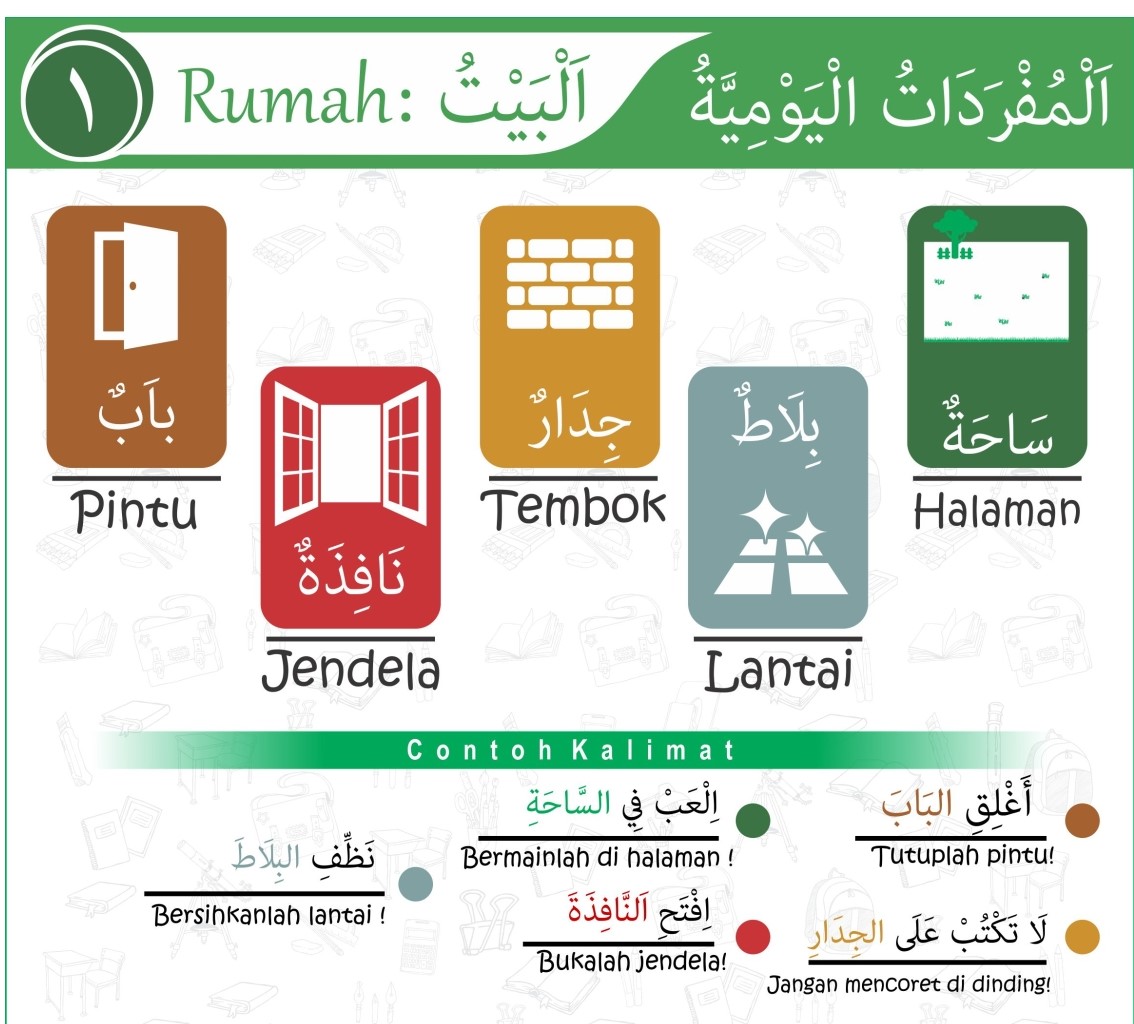 اَلْمُفْرَدَاتُ الْيَوْمِيَّةُ
١
Rumah: اَلْبَيْتُ
بَابٌ
Pintu
نَافِذَةٌ
Jendela
جِدَارٌ
Tembok
بِلَاطٌ
Lantai
سَاحَةٌ
Halaman
Contoh Kalimat
أَغْلِقِ البَابَ
Tutuplah pintu!
لَا تَكْتُبْ عَلَى الجِدَارِ
Jangan mencoret di dinding!
اِلْعَبْ فِي السَّاحَةِ
Bermainlah di halaman !
اِفْتَحِ اَلنَّافِذَةَ
Bukalah jendela!
نَظِّفِ البِلَاطَ
Bersihkanlah lantai !